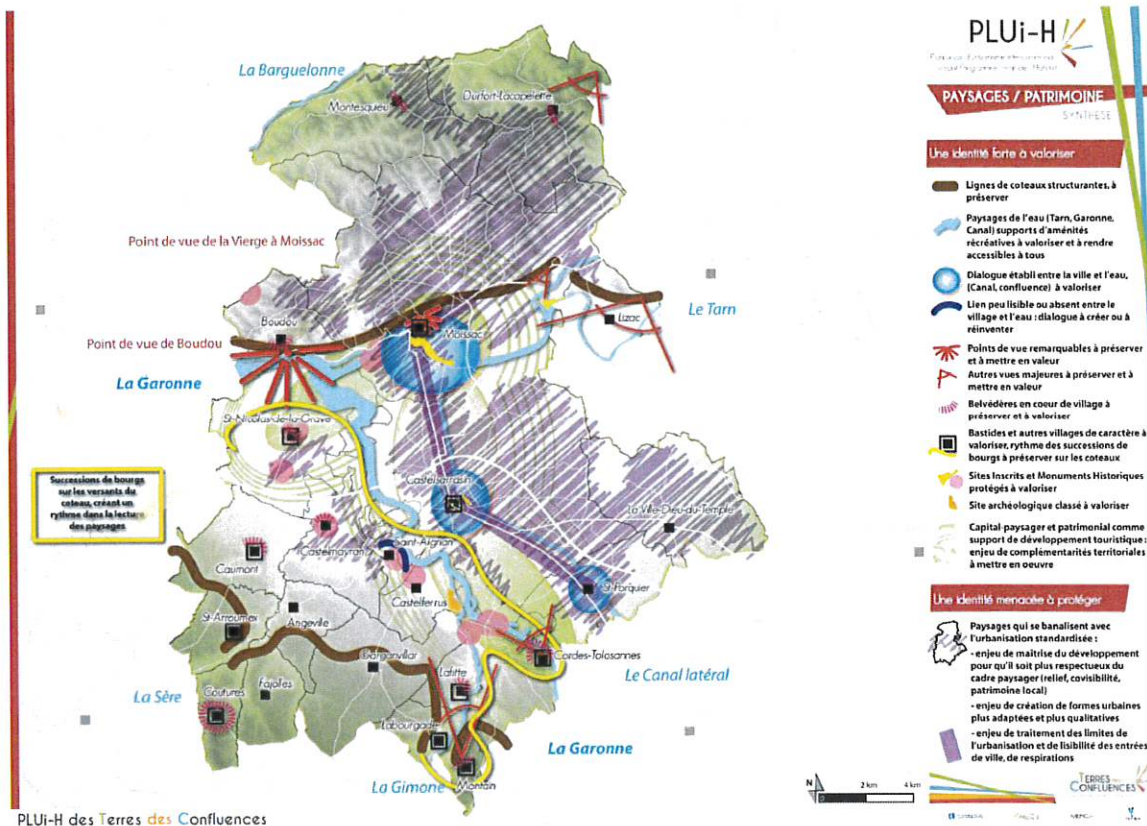 La Barguelonne
Montesquieu
Durfort-Lacapelette
Point de vue de la Vierge à Moissac
Le Tarn
Lizac
Moissac
Boudou
Point de vue de Boudou
La Garonne
St-Nicolas-de-la-Grave
Successions de bourgs
sur les versants du
coteau, créant un
rythme dans la lecture
des paysages
Castelsarrasin
La Ville-Dieu-du-Temple
Castelmayran
Saint-Aignan
Caumont
Castelferrus
St-Porquier
St-Arroumex
Angeville
Garganvillar
Cordes-Tolosannes
Lafitte
Le Canal latéral
La Sère
Coutures
Fajolles
Labourgade
La Garonne
La Gimone
Montain
N
2 km
4 km
PLUi-H des Terres des Confluences
PLUi-H
PAYSAGES / PATRIMOINE
SYNTHESE
Une identité forte à valoriser
Lignes de coteaux structurantes, à
préserver
Paysages de l'eau (Tarn, Garonne,
Canal) supports d'aménités
récréatives à valoriser et à rendre
accessibles à tous
Dialogue établi entre la ville et l'eau,
(Canal, confluence) à valoriser
Lien peu lisible ou absent entre le
village et l'eau : dialogue à créer ou à
réinventer
Points de vue remarquables à préserver
et à mettre en valeur
Autres vues majeures à préserver et à
mettre en valeur
Belvédères en coeur de village à
préserver et à valoriser
Bastides et autres villages de caractère à
valoriser, rythme des successions de
bourgs à préserver sur les coteaux
Sites Inscrits et Monuments Historiques
protégés à valoriser
Site archéologique classé à valoriser
Capital paysager et patrimonial comme
support de développement touristique :
enjeu de complémentarités territoriales
à mettre en oeuvre
Une identité menacée à protéger
Paysages qui se banalisent avec
l'urbanisation standardisée :
- enjeu de maîtrise du développement
pour qu'il soit plus respectueux du
cadre paysager (relief, covisibilité,
patrimoine local)
- enjeu de création de formes urbaines
plus adaptées et plus qualitatives
- enjeu de traitement des limites de
l'urbanisation et de lisibilité des entrées
de ville, de respirations
TERRES
CONFLUENCES